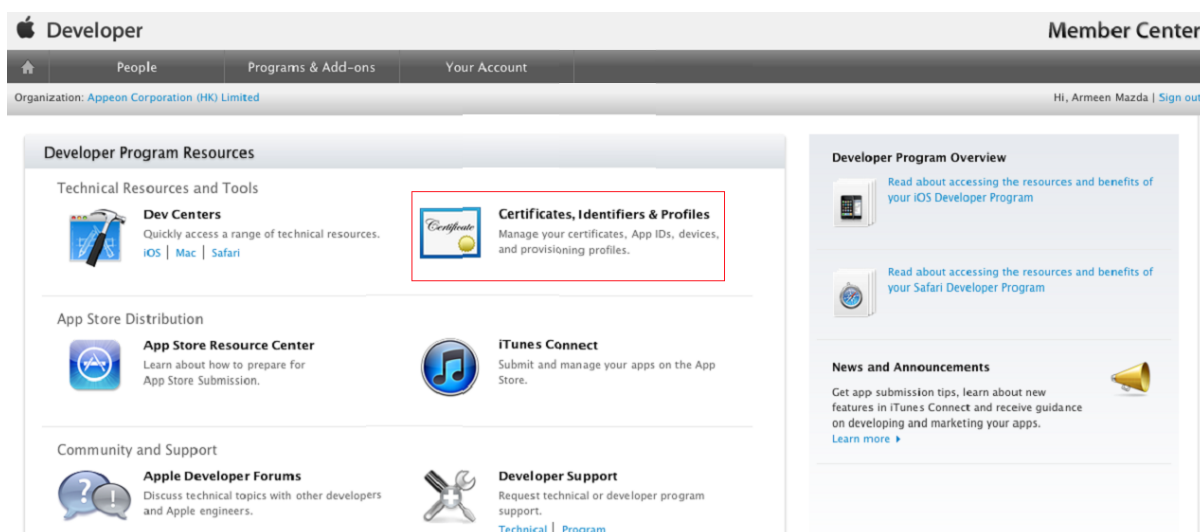 Developer
Member Center
People Programs & Add-ons Your Account
Organization: Appeon Corporation (HK) Limited
Hi, Armeen Mazda | Sign out
Developer Program Resources
Technical Resources and Tools
Dev Centers
Quickly access a range of technical resources.
iOS | Mac | Safari
Certificate
Certificates, Identifiers & Profiles
Manage your certificates, App IDs, devices,
and provisioning profiles.
App Store Distribution
App Store Resource Center
Learn about how to prepare for
App Store Submission.
iTunes Connect
Submit and manage your apps on the App
Store.
Community and Support
Apple Developer Forums
Discuss technical topics with other developers
and Apple engineers.
Developer Support
Request technical or developer program
support.
Technical | Program
Developer Program Overview
Read about accessing the resources and benefits of
your iOS Developer Program
Read about accessing the resources and benefits of
your Safari Developer Program
News and Announcements
Get app submission tips, learn about new
features in iTunes Connect and receive guidance
on developing and marketing your apps.
Learn more